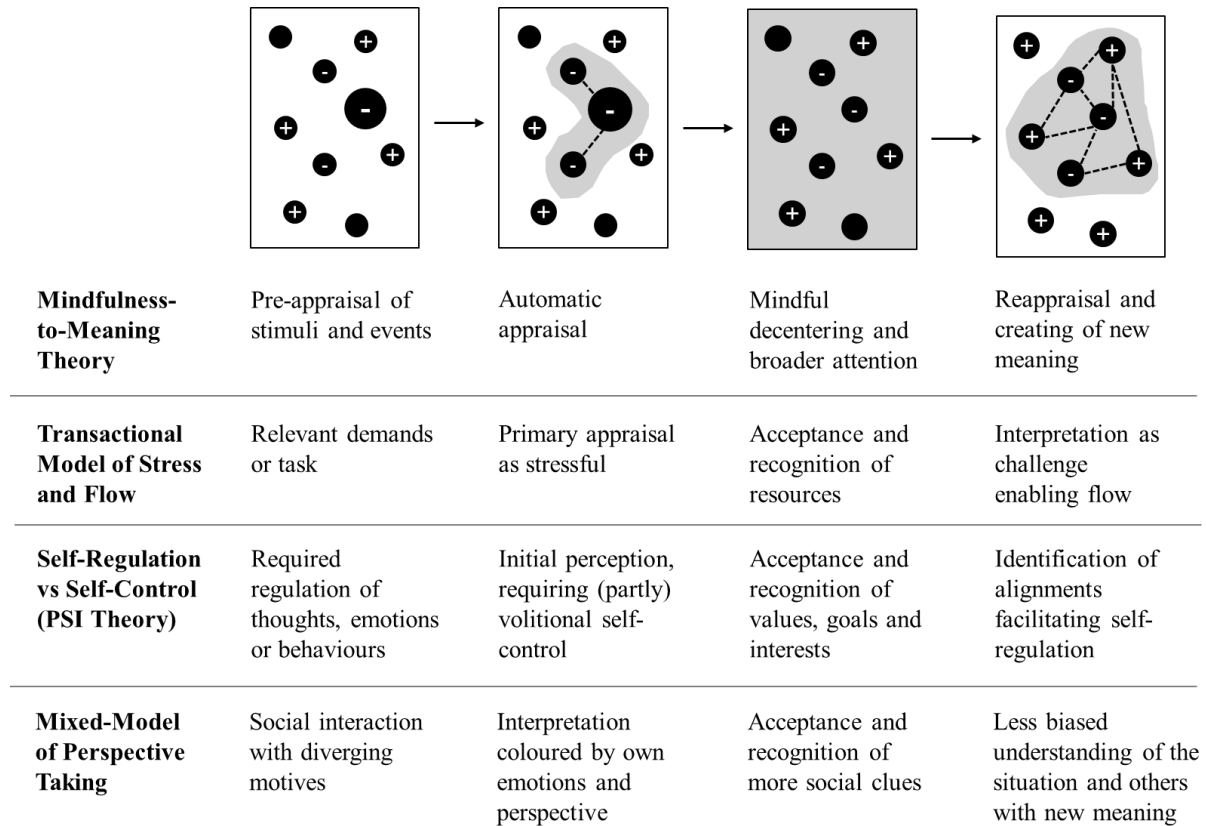 +
-
-
+
+
-
+
-
+
-
+
+
-
+
+
-
-
+
+
-
+
+
+
-
-
+
+
-
+
+
Mindfulness-
to-Meaning
Theory
Pre-appraisal of
stimuli and events
Automatic
appraisal
Mindful
decentering and
broader attention
Reappraisal and
creating of new
meaning
Transactional
Model of Stress
and Flow
Relevant demands
or task
Primary appraisal
as stressful
Acceptance and
recognition of
resources
Interpretation as
challenge
enabling flow
Self-Regulation
vs Self-Control
(PSI Theory)
Required
regulation of
thoughts, emotions
or behaviours
Initial perception,
requiring (partly)
volitional self-
control
Acceptance and
recognition of
values, goals and
interests
Identification of
alignments
facilitating self-
regulation
Mixed-Model
of Perspective
Taking
Social interaction
with diverging
motives
Interpretation
coloured by own
emotions and
perspective
Acceptance and
recognition of
more social clues
Less biased
understanding of the
situation and others
with new meaning